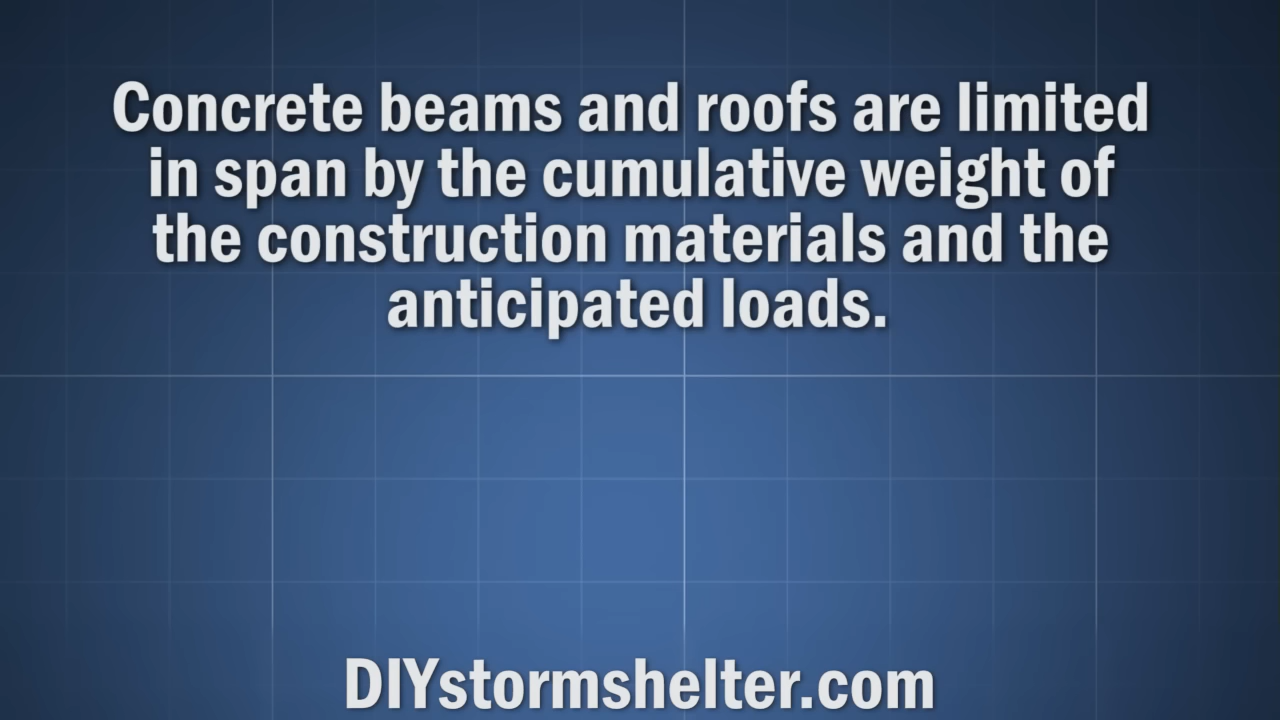 Concrete beams and roofs are limited
in span by the cumulative weight of
the construction materials and the
anticipated loads.
DIYstormshelter.com